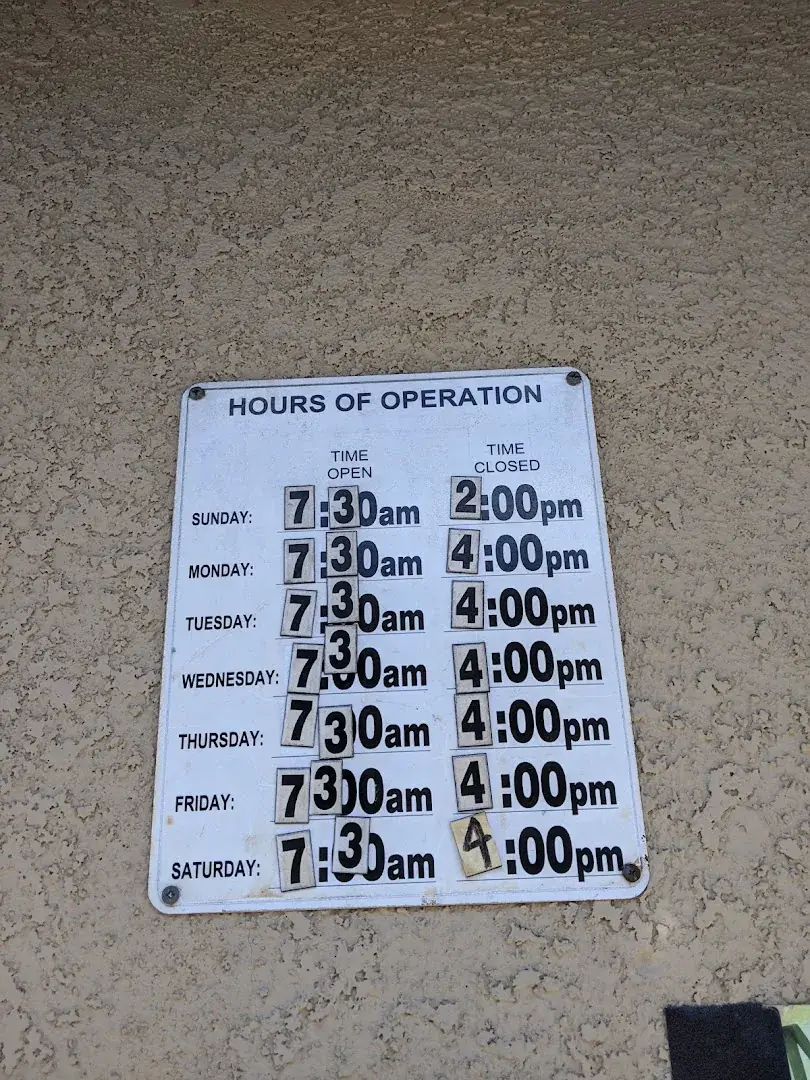 HOURS OF OPERATION
TIME OPEN TIME CLOSED
SUNDAY: 7:30am 2:00pm
MONDAY: 7:30am 4:00pm
TUESDAY: 7:30am 4:00pm
WEDNESDAY: 7:30am 4:00pm
THURSDAY: 7:30am 4:00pm
FRIDAY: 7:30am 4:00pm
SATURDAY: 7:30am 4:00pm